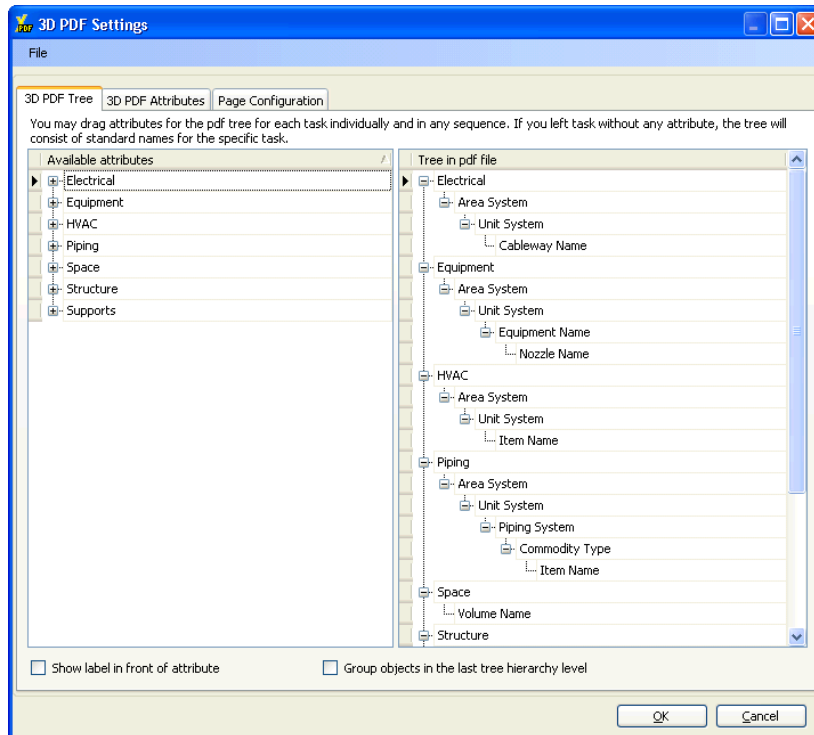 3D PDF Settings
File
3D PDF Tree 3D PDF Attributes Page Configuration
You may drag attributes for the pdf tree for each task individually and in any sequence. If you left task without any attribute, the tree will
consist of standard names for the specific task.
Available attributes
Electrical
Equipment
HVAC
Piping
Space
Structure
Supports
Tree in pdf file
Electrical
Area System
Unit System
Cableway Name
Equipment
Area System
Unit System
Equipment Name
Nozzle Name
HVAC
Area System
Unit System
Item Name
Piping
Area System
Unit System
Piping System
Commodity Type
Item Name
Space
Volume Name
Structure
Show label in front of attribute
Group objects in the last tree hierarchy level
OK Cancel